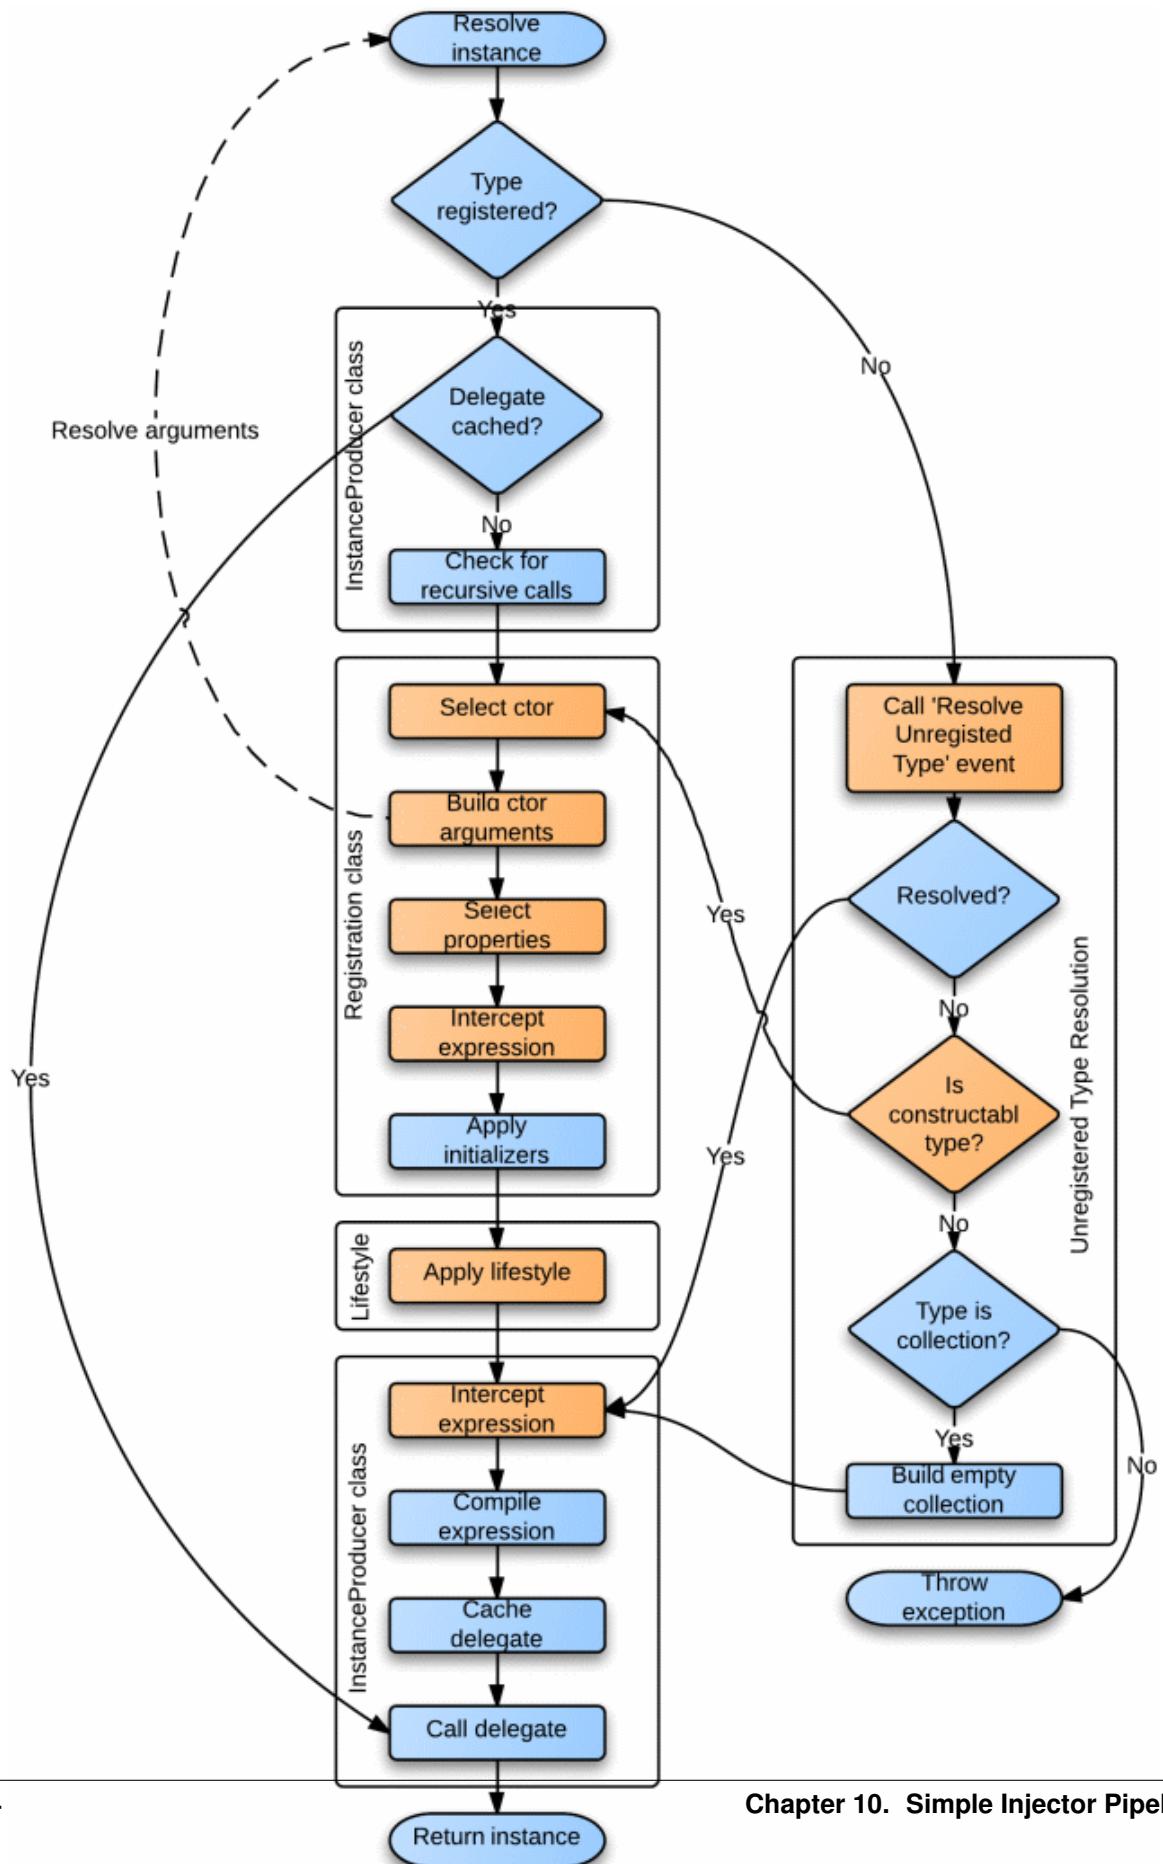 Resolve
instance
Type
registered?
Yes
No
InstanceProducer class
Delegate
cached?
Resolve arguments
No
Check for
recursive calls
Registration class
Select ctor
Build ctor
arguments
Select
properties
Intercept
expression
Apply
initializers
Yes
Yes
Yes
Unregistered Type Resolution
Call 'Resolve
Unregisted
Type' event
Resolved?
No
Is
constructabl
type?
No
Type is
collection?
Yes
No
Build empty
collection
Throw
exception
Lifestyle
Apply lifestyle
InstanceProducer class
Intercept
expression
Compile
expression
Cache
delegate
Call delegate
Chapter 10. Simple Injector Pipel
Return instance